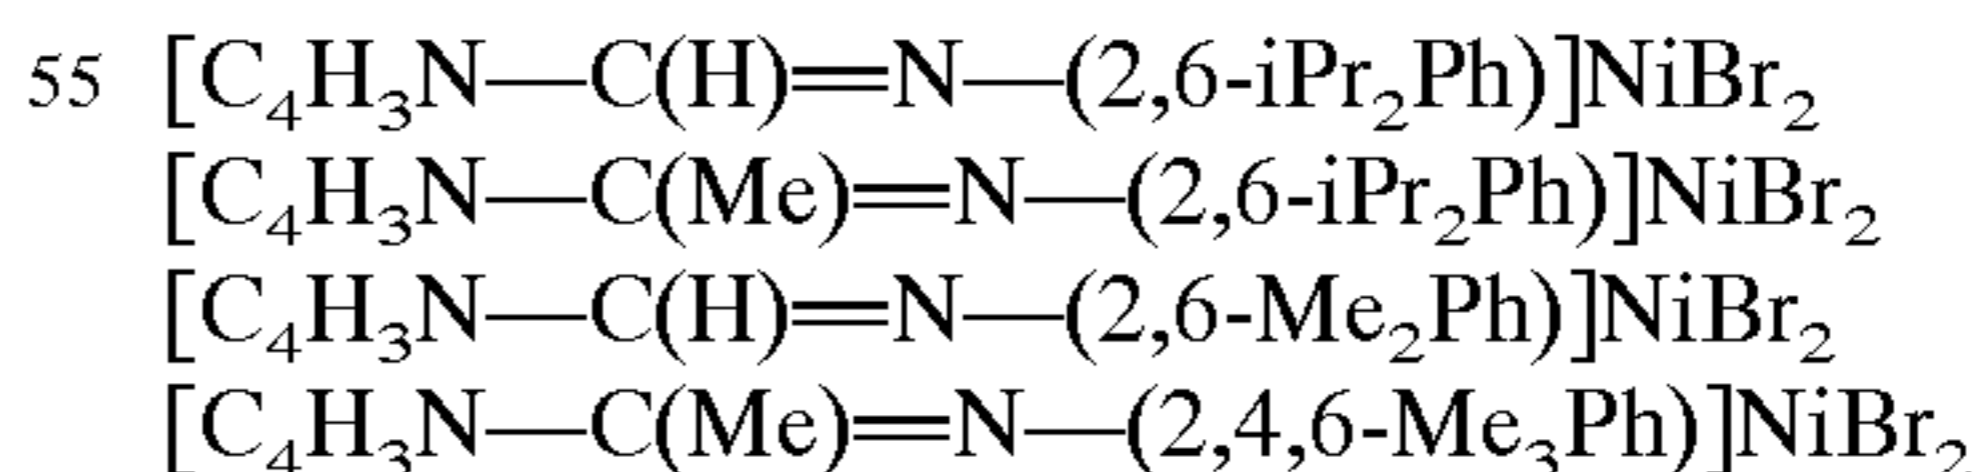 55 [C₄H₃N—C(H)=N—(2,6-iPr₂Ph)]NiBr₂
[C₄H₃N—C(Me)=N—(2,6-iPr₂Ph)]NiBr₂
[C₄H₃N—C(H)=N—(2,6-Me₂Ph)]NiBr₂
[C₄H₃N—C(Me)=N—(2,4,6-Me₃Ph)]NiBr₂